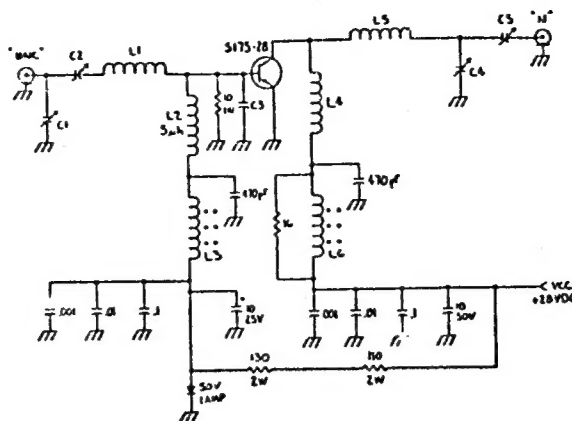 "BNC"
C2
L1
S175-28
L5
C5
"N"
C1
L2
5μh
10
1W
C3
L4
C4
470pF
L3
1K
L6
470pF
.001
.01
.1
10
25V
.001
.01
.1
10
50V
VCC
+28VDC
130
2W
110
2W
50V
1AMP